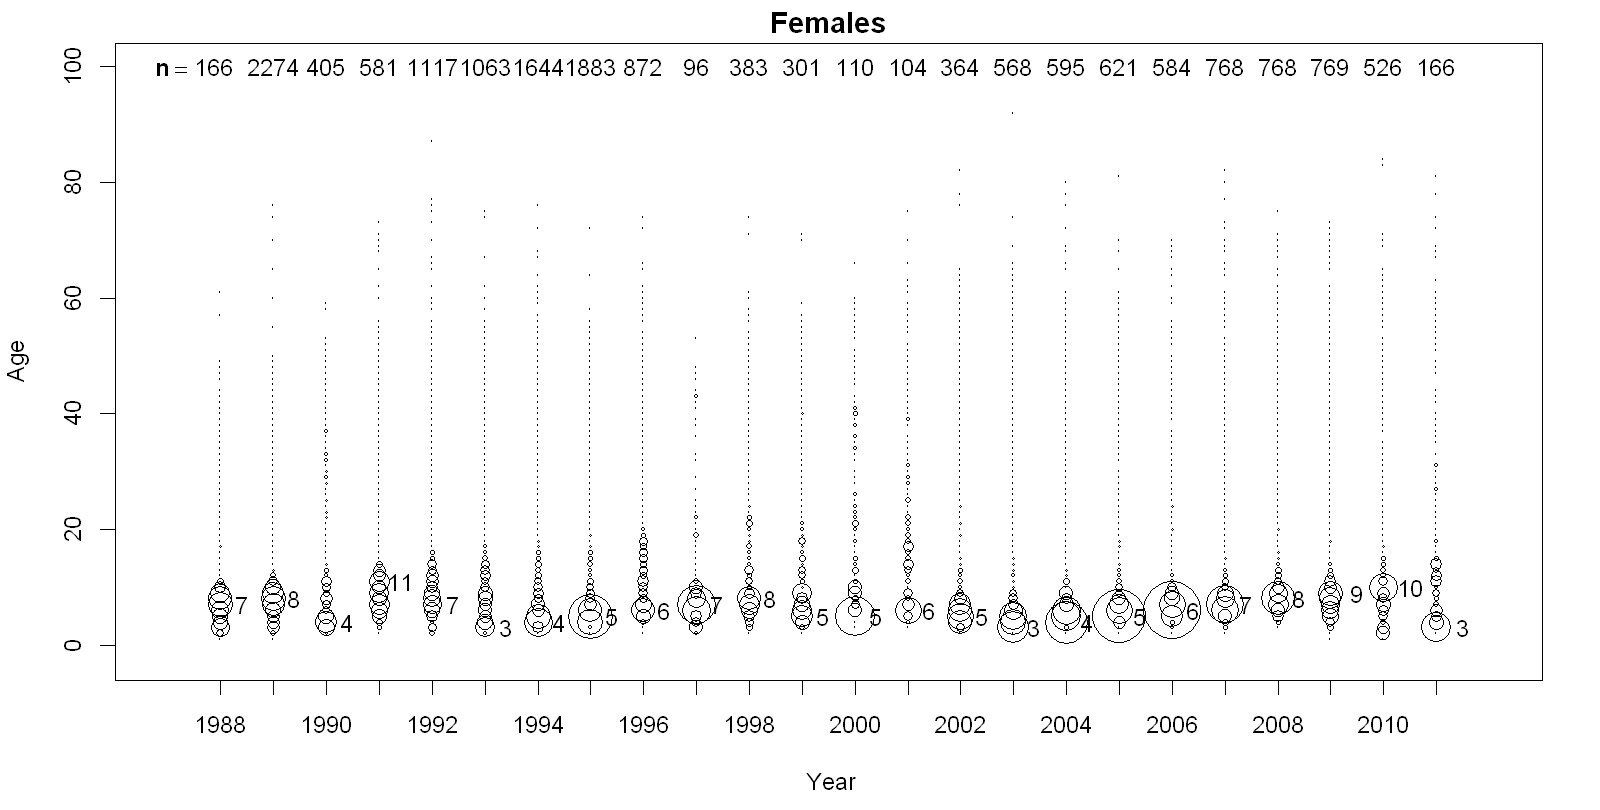 Females
n = 166 2274 405 581 1117 1063 1644 1883 872 96 383 301 110 104 364 568 595 621 584 768 768 769 526 166
100
80
60
40
20
0
Age
7 8 4 11 7 3 4 5 6 7 8 5 5 6 5 3 4 5 6 7 8 9 10 3
1988 1990 1992 1994 1996 1998 2000 2002 2004 2006 2008 2010
Year